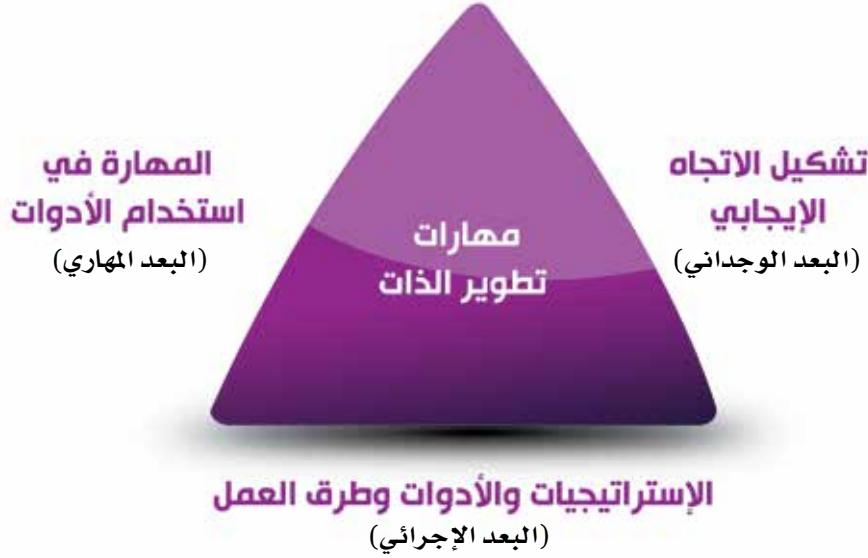 تشكيل الاتجاه
الإيجابي
(البعد الوجداني)
المهارة في
استخدام الأدوات
(البعد المهاري)
مهارات
تطوير الذات
الإستراتيجيات والأدوات وطرق العمل
(البعد الإجرائي)